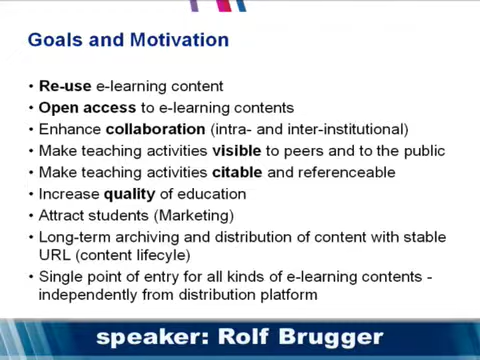 Goals and Motivation
• Re-use e-learning content
• Open access to e-learning contents
• Enhance collaboration (intra- and inter-institutional)
• Make teaching activities visible to peers and to the public
• Make teaching activities citable and referenceable
• Increase quality of education
• Attract students (Marketing)
• Long-term archiving and distribution of content with stable
URL (content lifecyle)
• Single point of entry for all kinds of e-learning contents -
independently from distribution platform
speaker: Rolf Brugger